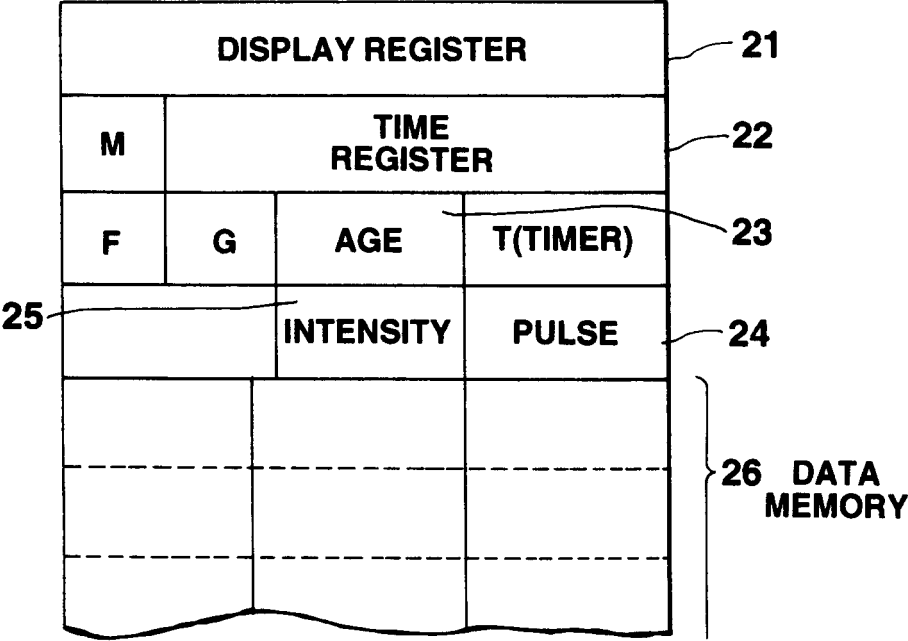 DISPLAY REGISTER 21
M TIME REGISTER 22
F G AGE T(TIMER) 23
25 INTENSITY PULSE 24
26 DATA
MEMORY